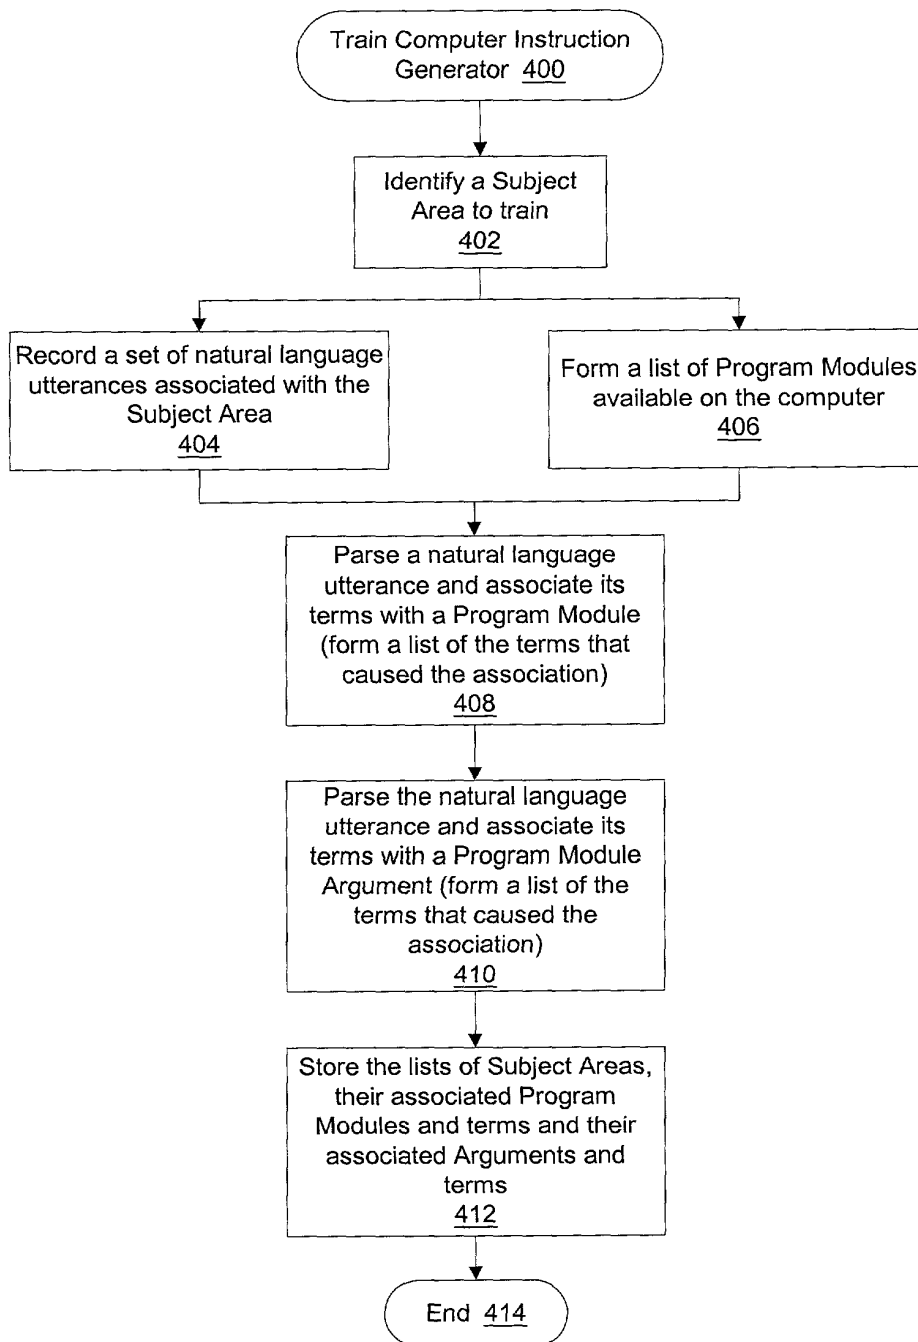 Train Computer Instruction
Generator 400
Identify a Subject
Area to train
402
Record a set of natural language
utterances associated with the
Subject Area
404
Form a list of Program Modules
available on the computer
406
Parse a natural language
utterance and associate its
terms with a Program Module
(form a list of the terms that
caused the association)
408
Parse the natural language
utterance and associate its
terms with a Program Module
Argument (form a list of the
terms that caused the
association)
410
Store the lists of Subject Areas,
their associated Program
Modules and terms and their
associated Arguments and
terms
412
End 414